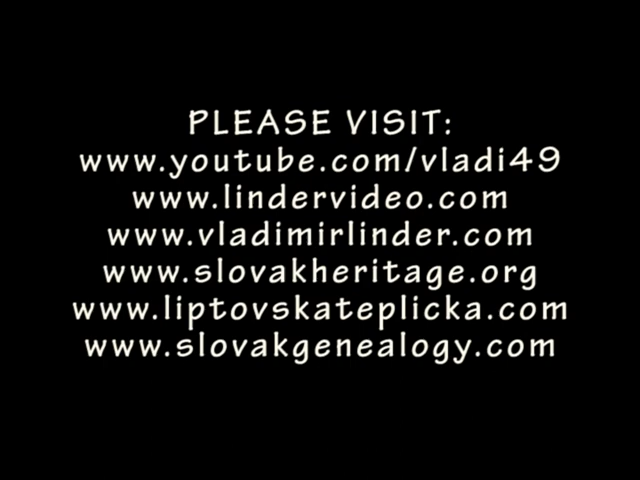 PLEASE VISIT:
www.youtube.com/vladi49
www.lindervideo.com
www.vladimirlinder.com
www.slovakheritage.org
www.liptovskateplicka.com
www.slovakgenealogy.com